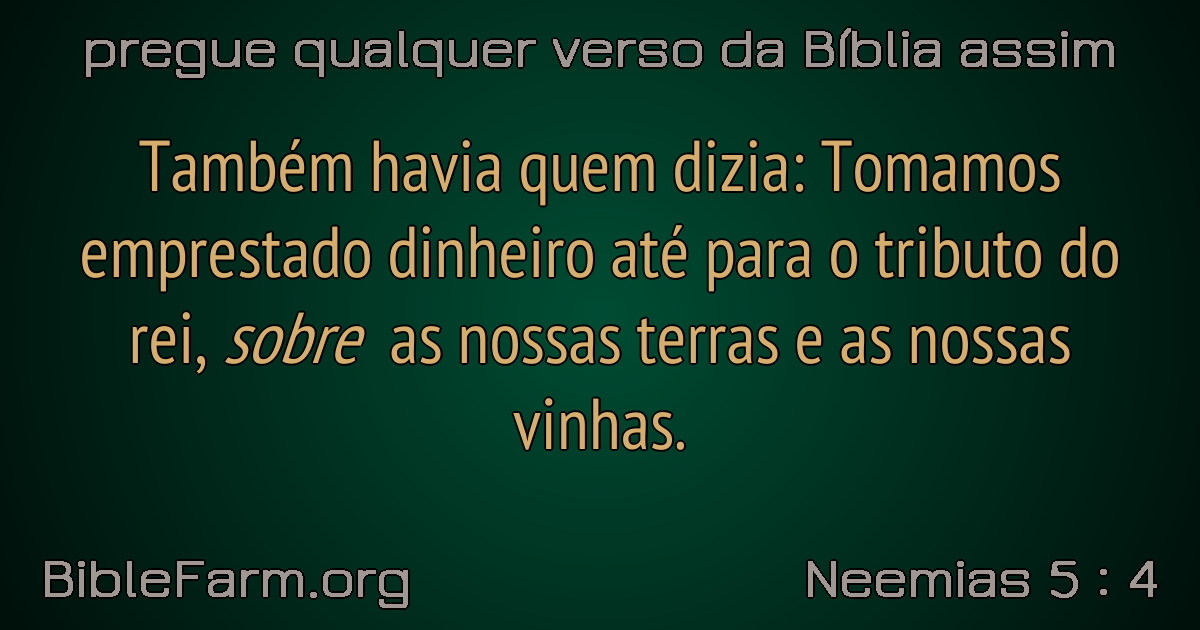 pregue qualquer verso da Bíblia assim
Também havia quem dizia: Tomamos
emprestado dinheiro até para o tributo do
rei, sobre as nossas terras e as nossas
vinhas.
BibleFarm.org
Neemias 5 : 4